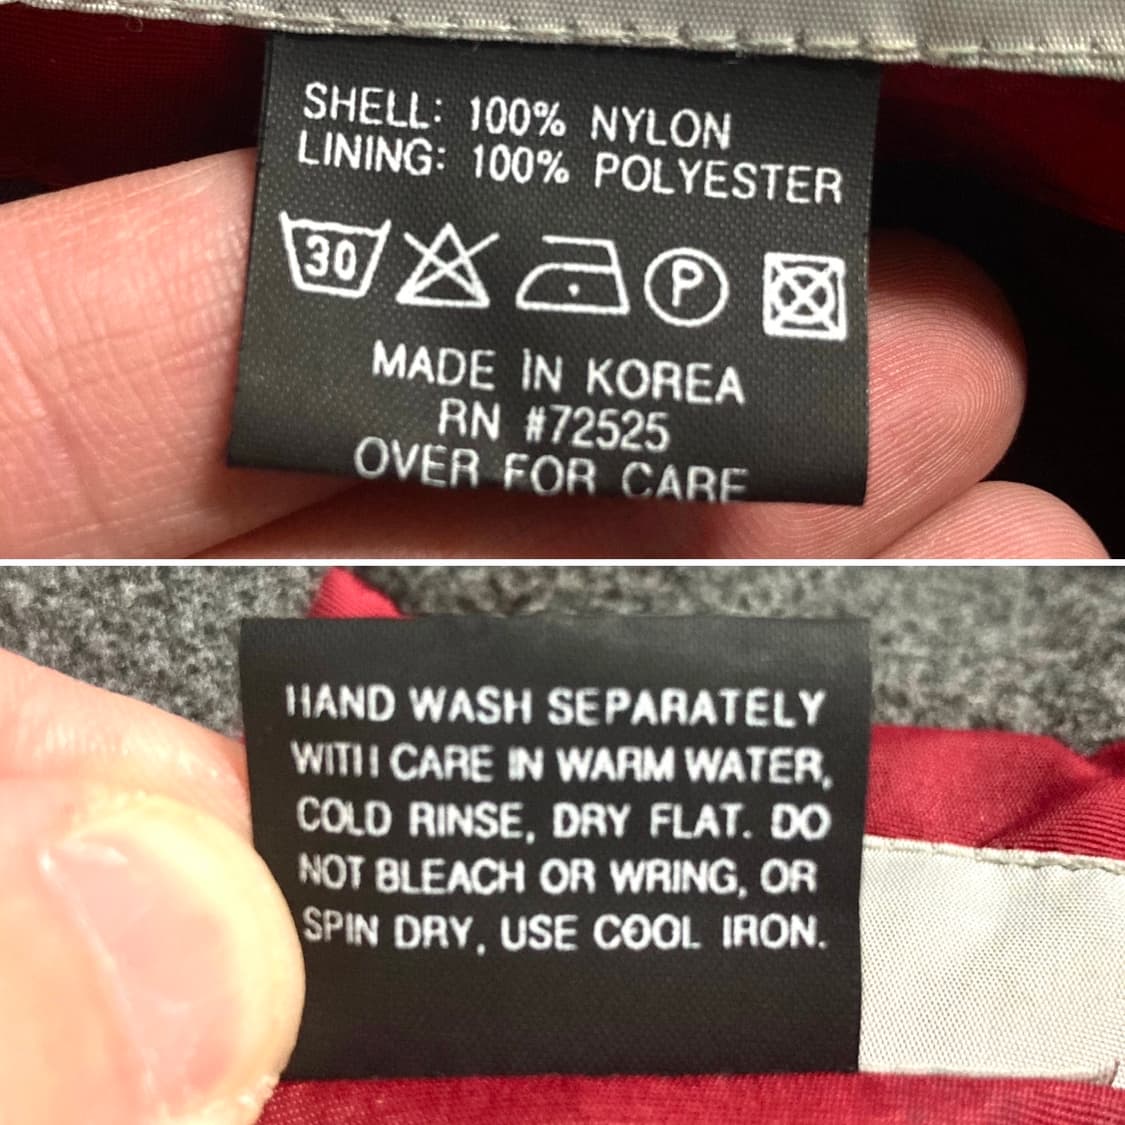 SHELL: 100% NYLON
LINING: 100% POLYESTER
30 P
MADE IN KOREA
RN #72525
OVER FOR CARE
HAND WASH SEPARATELY
WITH CARE IN WARM WATER,
COLD RINSE, DRY FLAT. DO
NOT BLEACH OR WRING, OR
SPIN DRY, USE COOL IRON.